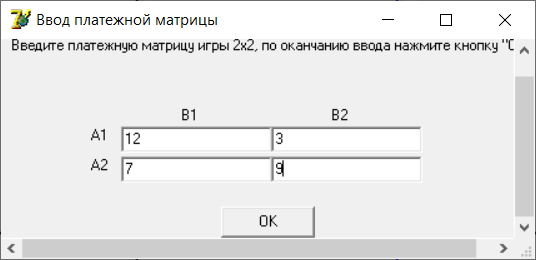 Ввод платежной матрицы
Введите платежную матрицу игры 2х2, по оканчанию ввода нажмите кнопку "О
B1 B2
A1 12 3
A2 7 9
OK